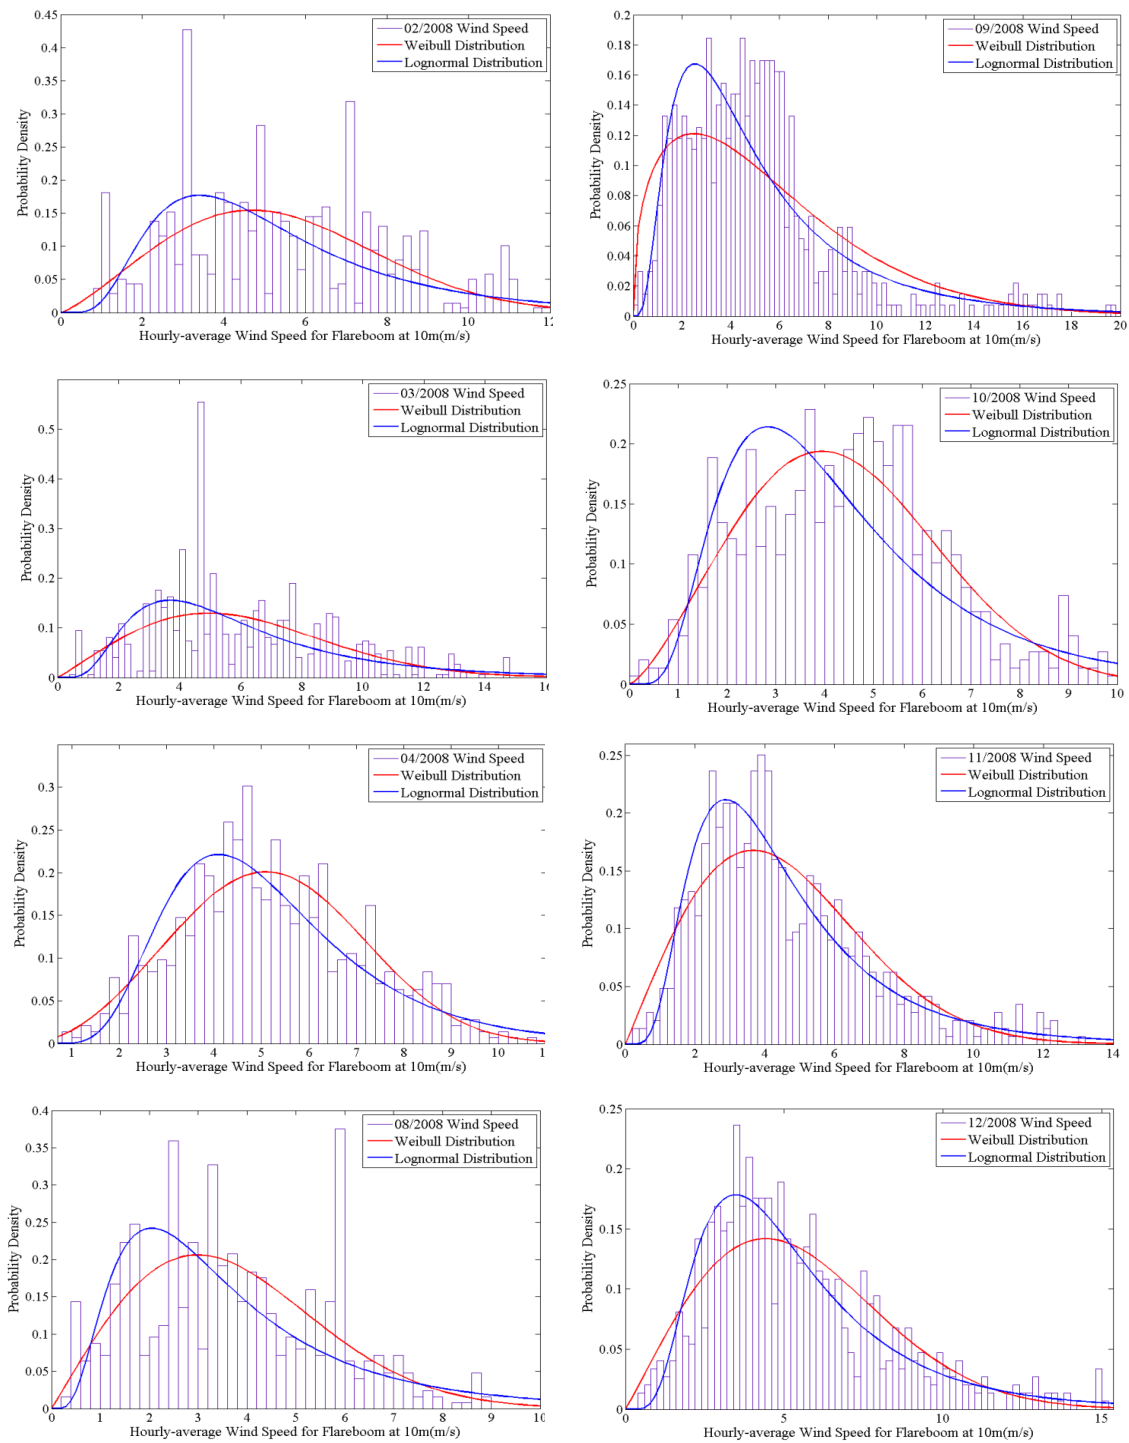 0.45
0.4
0.35
0.3
0.25
0.2
0.15
0.1
0.05
0
Probability Density
02/2008 Wind Speed
Weibull Distribution
Lognormal Distribution
0 2 4 6 8 10 12
Hourly-average Wind Speed for Flareboom at 10m(m/s)
0.2
0.18
0.16
0.14
0.12
0.1
0.08
0.06
0.04
0.02
0
Probability Density
09/2008 Wind Speed
Weibull Distribution
Lognormal Distribution
0 2 4 6 8 10 12 14 16 18 20
Hourly-average Wind Speed for Flareboom at 10m(m/s)
0.5
0.4
0.3
0.2
0.1
0
Probability Density
03/2008 Wind Speed
Weibull Distribution
Lognormal Distribution
0 2 4 6 8 10 12 14 16
Hourly-average Wind Speed for Flareboom at 10m(m/s)
0.25
0.2
0.15
0.1
0.05
0
Probability Density
10/2008 Wind Speed
Weibull Distribution
Lognormal Distribution
0 1 2 3 4 5 6 7 8 9 10
Hourly-average Wind Speed for Flareboom at 10m(m/s)
0.3
0.25
0.2
0.15
0.1
0.05
0
Probability Density
04/2008 Wind Speed
Weibull Distribution
Lognormal Distribution
1 2 3 4 5 6 7 8 9 10 11
Hourly-average Wind Speed for Flareboom at 10m(m/s)
0.25
0.2
0.15
0.1
0.05
0
Probability Density
11/2008 Wind Speed
Weibull Distribution
Lognormal Distribution
0 2 4 6 8 10 12 14
Hourly-average Wind Speed for Flareboom at 10m(m/s)
0.4
0.35
0.3
0.25
0.2
0.15
0.1
0.05
0
Probability Density
08/2008 Wind Speed
Weibull Distribution
Lognormal Distribution
0 1 2 3 4 5 6 7 8 9 10
Hourly-average Wind Speed for Flareboom at 10m(m/s)
0.25
0.2
0.15
0.1
0.05
0
Probability Density
12/2008 Wind Speed
Weibull Distribution
Lognormal Distribution
0 5 10 15
Hourly-average Wind Speed for Flareboom at 10m(m/s)